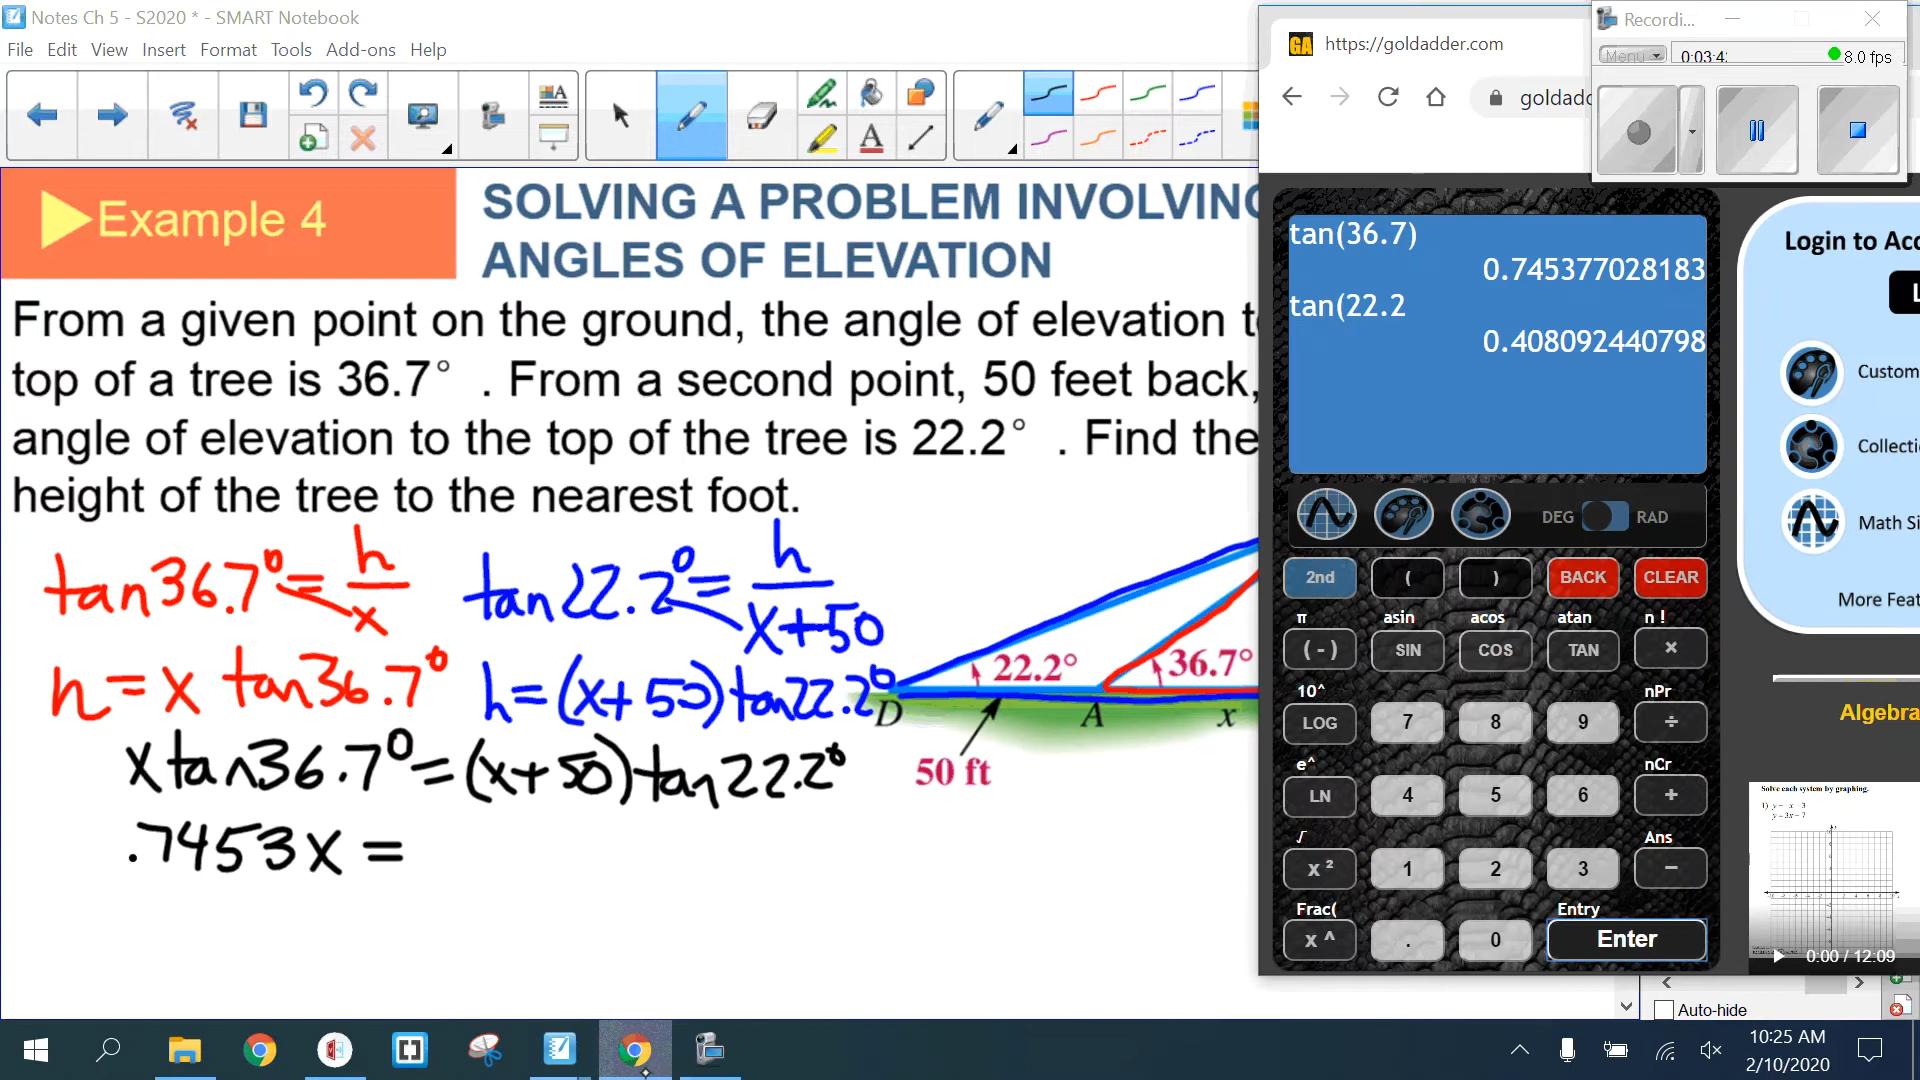 Notes Ch 5 - S2020 * - SMART Notebook
File Edit View Insert Format Tools Add-ons Help
https://goldadder.com
goldadd
Recordi...
Menu
0:03:4
8.0 fps
Example 4
SOLVING A PROBLEM INVOLVING
ANGLES OF ELEVATION
From a given point on the ground, the angle of elevation t
top of a tree is 36.7° . From a second point, 50 feet back,
angle of elevation to the top of the tree is 22.2° . Find the
height of the tree to the nearest foot.
tan36.7°=h/x
tan22.2°=h/x+50
h=x tan36.7°
h=(x+50)tan22.2°
xtan36.7°=(x+50)tan22.2°
.7453x=
22.2°
36.7°
D
A
x
50 ft
tan(36.7)
0.745377028183
tan(22.2
0.408092440798
DEG RAD
2nd ( ) BACK CLEAR
π asin acos atan n !
(-) SIN COS TAN ×
10^ nPr
LOG 7 8 9 ÷
e^ nCr
LN 4 5 6 +
√ Ans
x ² 1 2 3 −
Frac( Entry
x ^ . 0 Enter
Login to Acc
L
Custom
Collecti
Math Si
More Feat
Algebra
Solve each system by graphing.
0:00 / 12:09
Auto-hide
10:25 AM
2/10/2020